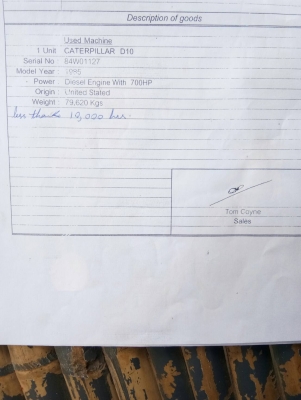 Description of goods
Used Machine
1 Unit CATERPILLAR D10
Serial No 84W01127
Model Year 1985
Power Diesel Engine With 700HP
Origin United Stated
Weight 79,620 Kgs
less than 10,000 hrs.
Tom Coyne
Sales